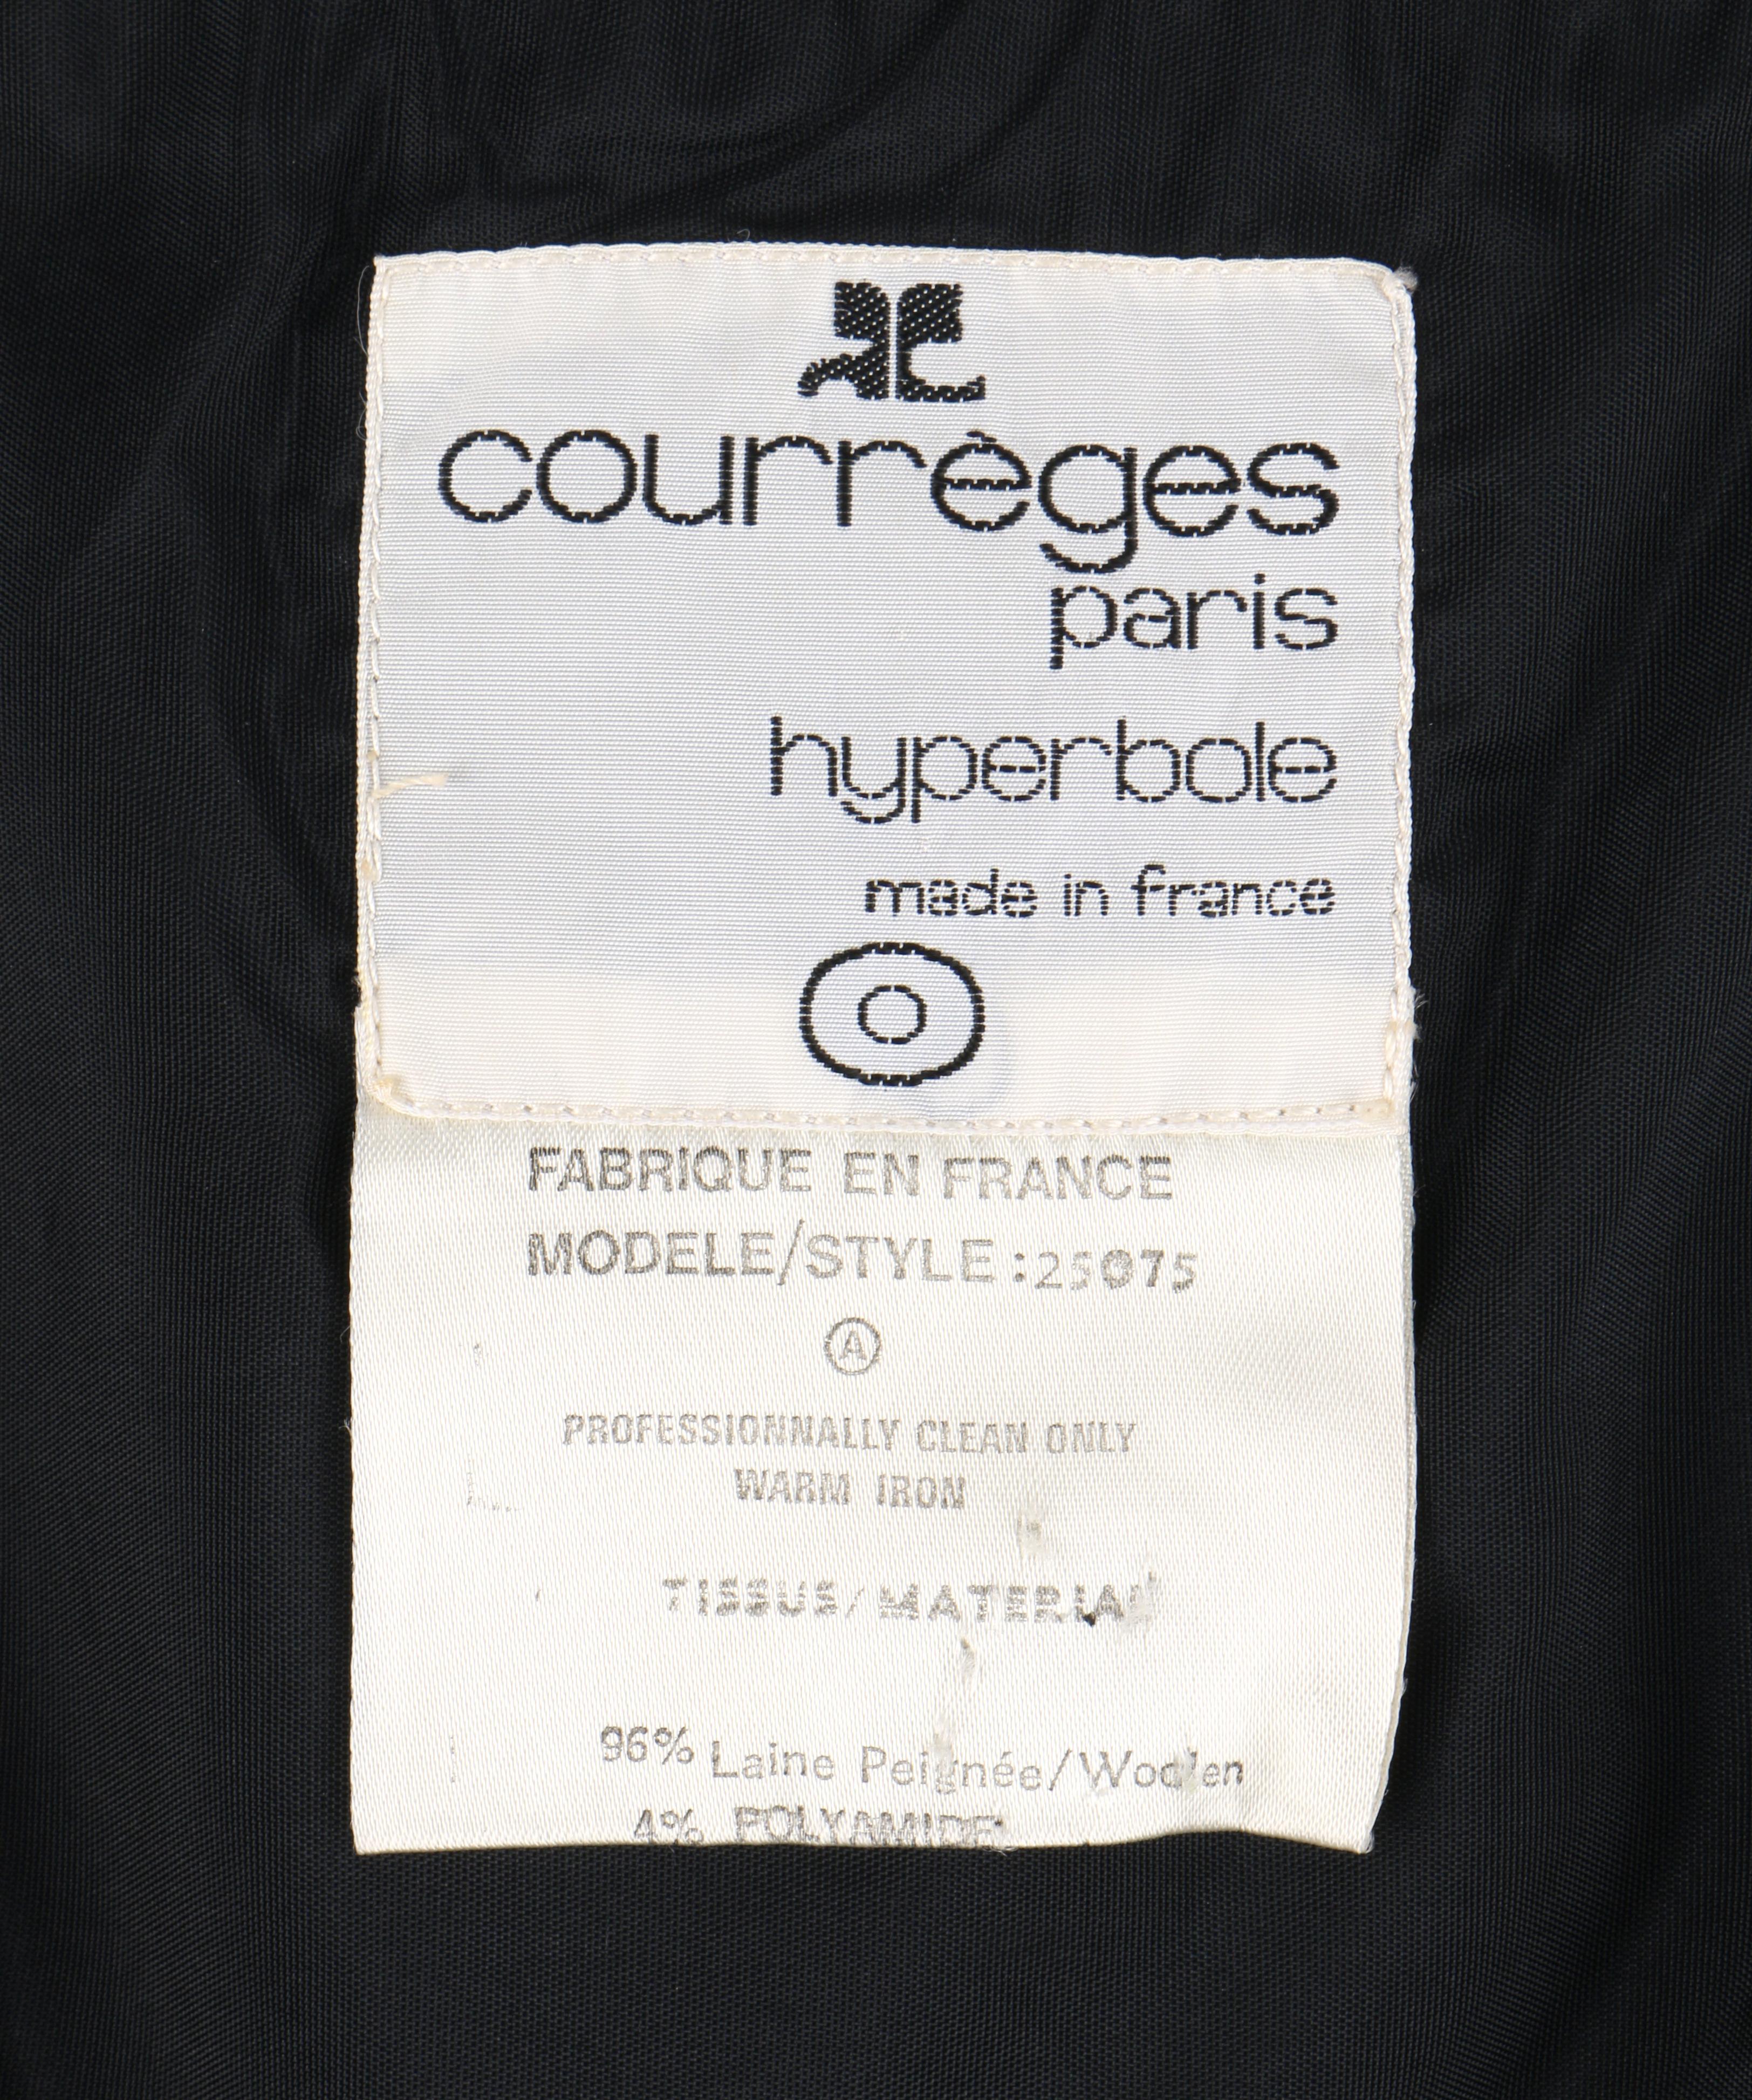 courrèges
paris
hyperbole
made in france
0
FABRIQUE EN FRANCE
MODELE/STYLE:25075
A
PROFESSIONNALLY CLEAN ONLY
WARM IRON
TISSUS/MATERIAL
96% Laine Peignée/Woolen
4% POLYAMIDE